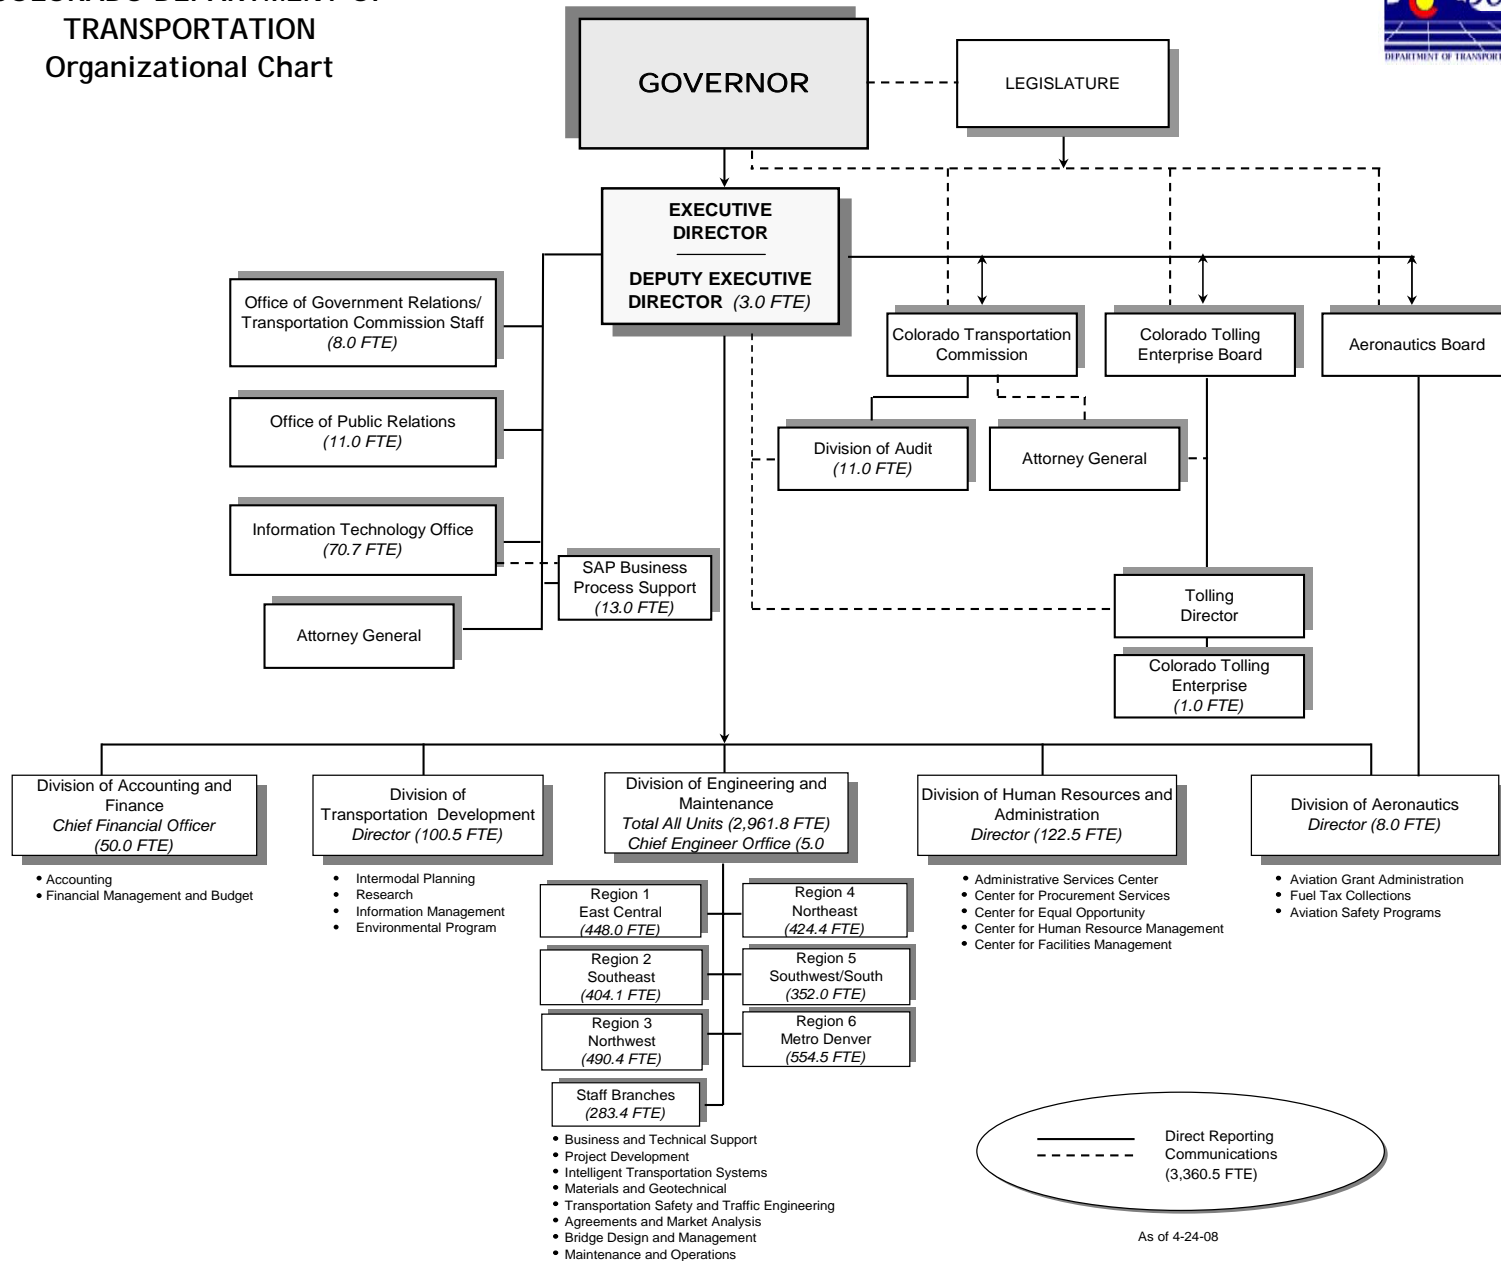 TRANSPORTATION
Organizational Chart
DEPARTMENT OF
GOVERNOR
LEGISLATURE
EXECUTIVE
DIRECTOR
DEPUTY EXECUTIVE
DIRECTOR (3.0 FTE)
Office of Government Relations/
Transportation Commission Staff
(8.0 FTE)
Office of Public Relations
(11.0 FTE)
Information Technology Office
(70.7 FTE)
SAP Business
Process Support
(13.0 FTE)
Attorney General
Colorado Transportation
Commission
Colorado Tolling
Enterprise Board
Aeronautics Board
Division of Audit
(11.0 FTE)
Attorney General
Tolling
Director
Colorado Tolling
Enterprise
(1.0 FTE)
Division of Accounting and
Finance
Chief Financial Officer
(50.0 FTE)
• Accounting
• Financial Management and Budget
Division of
Transportation Development
Director (100.5 FTE)
• Intermodal Planning
• Research
• Information Management
• Environmental Program
Division of Engineering and
Maintenance
Total All Units (2,961.8 FTE)
Chief Engineer Orffice (5.0
Region 1
East Central
(448.0 FTE)
Region 4
Northeast
(424.4 FTE)
Region 2
Southeast
(404.1 FTE)
Region 5
Southwest/South
(352.0 FTE)
Region 3
Northwest
(490.4 FTE)
Region 6
Metro Denver
(554.5 FTE)
Staff Branches
(283.4 FTE)
• Business and Technical Support
• Project Development
• Intelligent Transportation Systems
• Materials and Geotechnical
• Transportation Safety and Traffic Engineering
• Agreements and Market Analysis
• Bridge Design and Management
• Maintenance and Operations
Division of Human Resources and
Administration
Director (122.5 FTE)
• Administrative Services Center
• Center for Procurement Services
• Center for Equal Opportunity
• Center for Human Resource Management
• Center for Facilities Management
Division of Aeronautics
Director (8.0 FTE)
• Aviation Grant Administration
• Fuel Tax Collections
• Aviation Safety Programs
Direct Reporting
Communications
(3,360.5 FTE)
As of 4-24-08